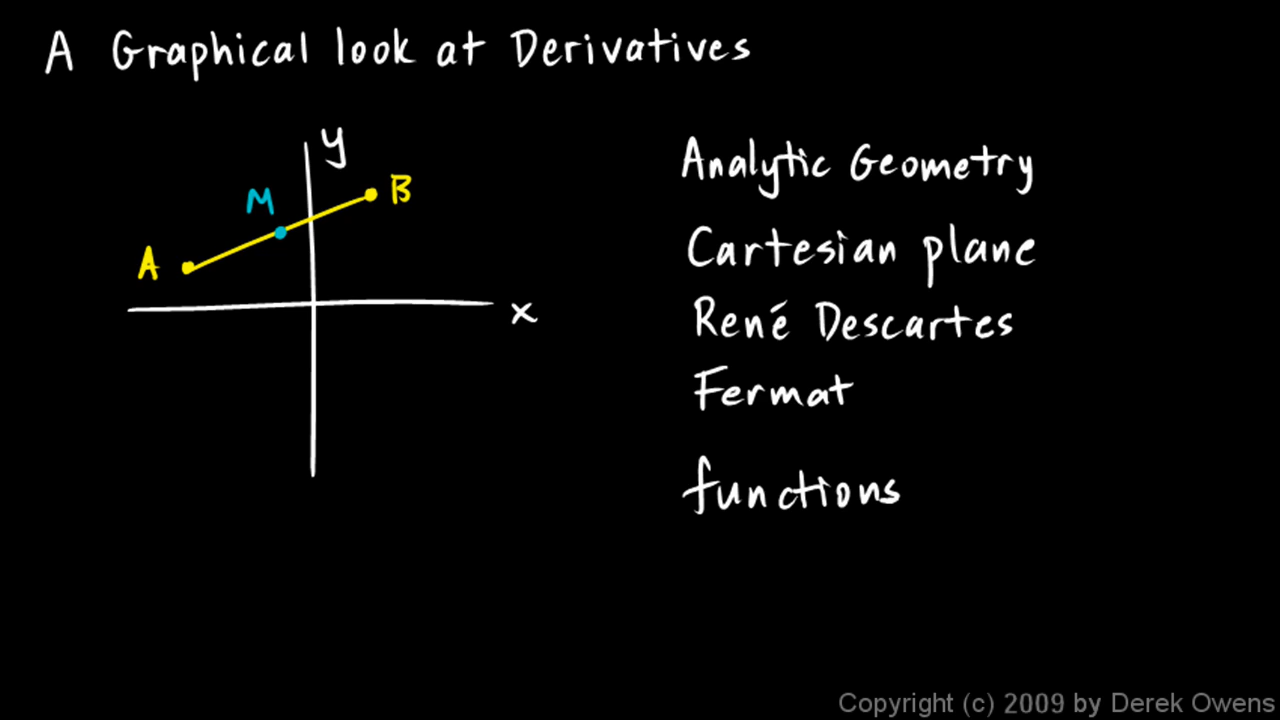 A Graphical look at Derivatives
y
M
B
A
x
Analytic Geometry
Cartesian plane
René Descartes
Fermat
functions
Copyright (c) 2009 by Derek Owens